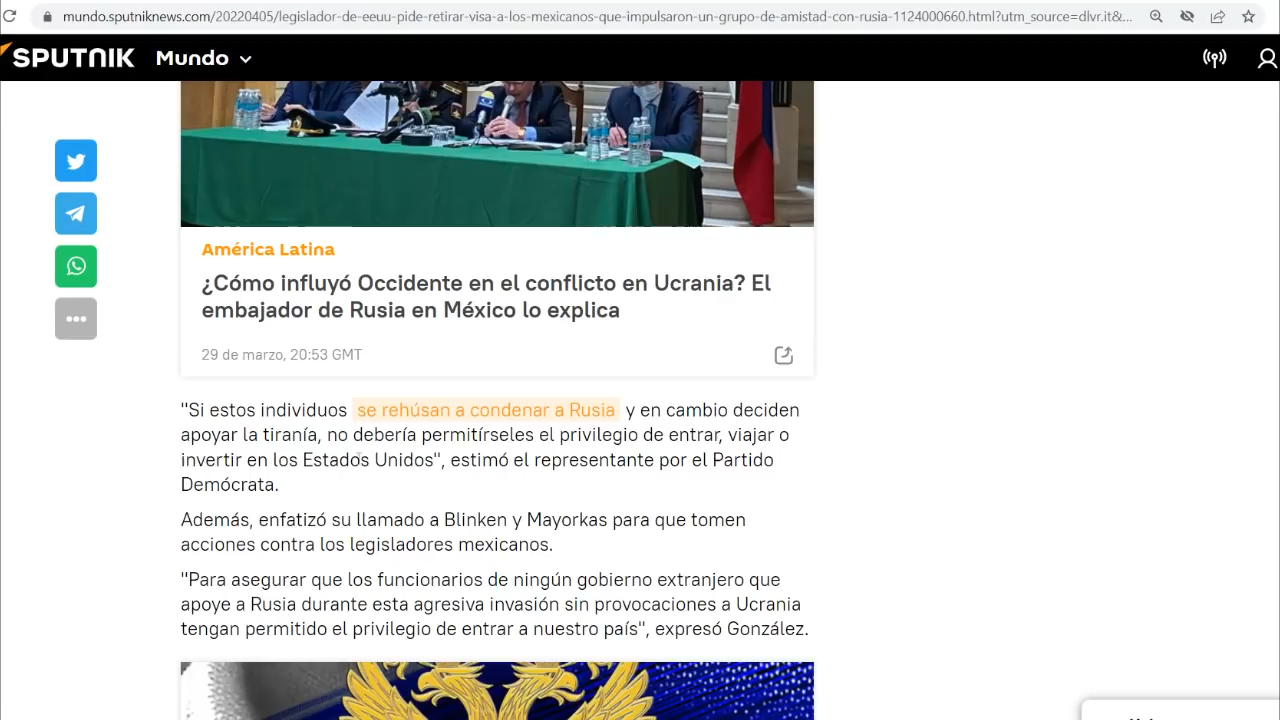 mundo.sputniknews.com/20220405/legislador-de-eeuu-pide-retirar-visa-a-los-mexicanos-que-impulsaron-un-grupo-de-amistad-con-rusia-1124000660.html?utm_source=dlvr.it&...
SPUTNIK Mundo
América Latina
¿Cómo influyó Occidente en el conflicto en Ucrania? El
embajador de Rusia en México lo explica
29 de marzo, 20:53 GMT
"Si estos individuos se rehúsan a condenar a Rusia y en cambio deciden
apoyar la tiranía, no debería permitírseles el privilegio de entrar, viajar o
invertir en los Estados Unidos", estimó el representante por el Partido
Demócrata.
Además, enfatizó su llamado a Blinken y Mayorkas para que tomen
acciones contra los legisladores mexicanos.
"Para asegurar que los funcionarios de ningún gobierno extranjero que
apoye a Rusia durante esta agresiva invasión sin provocaciones a Ucrania
tengan permitido el privilegio de entrar a nuestro país", expresó González.